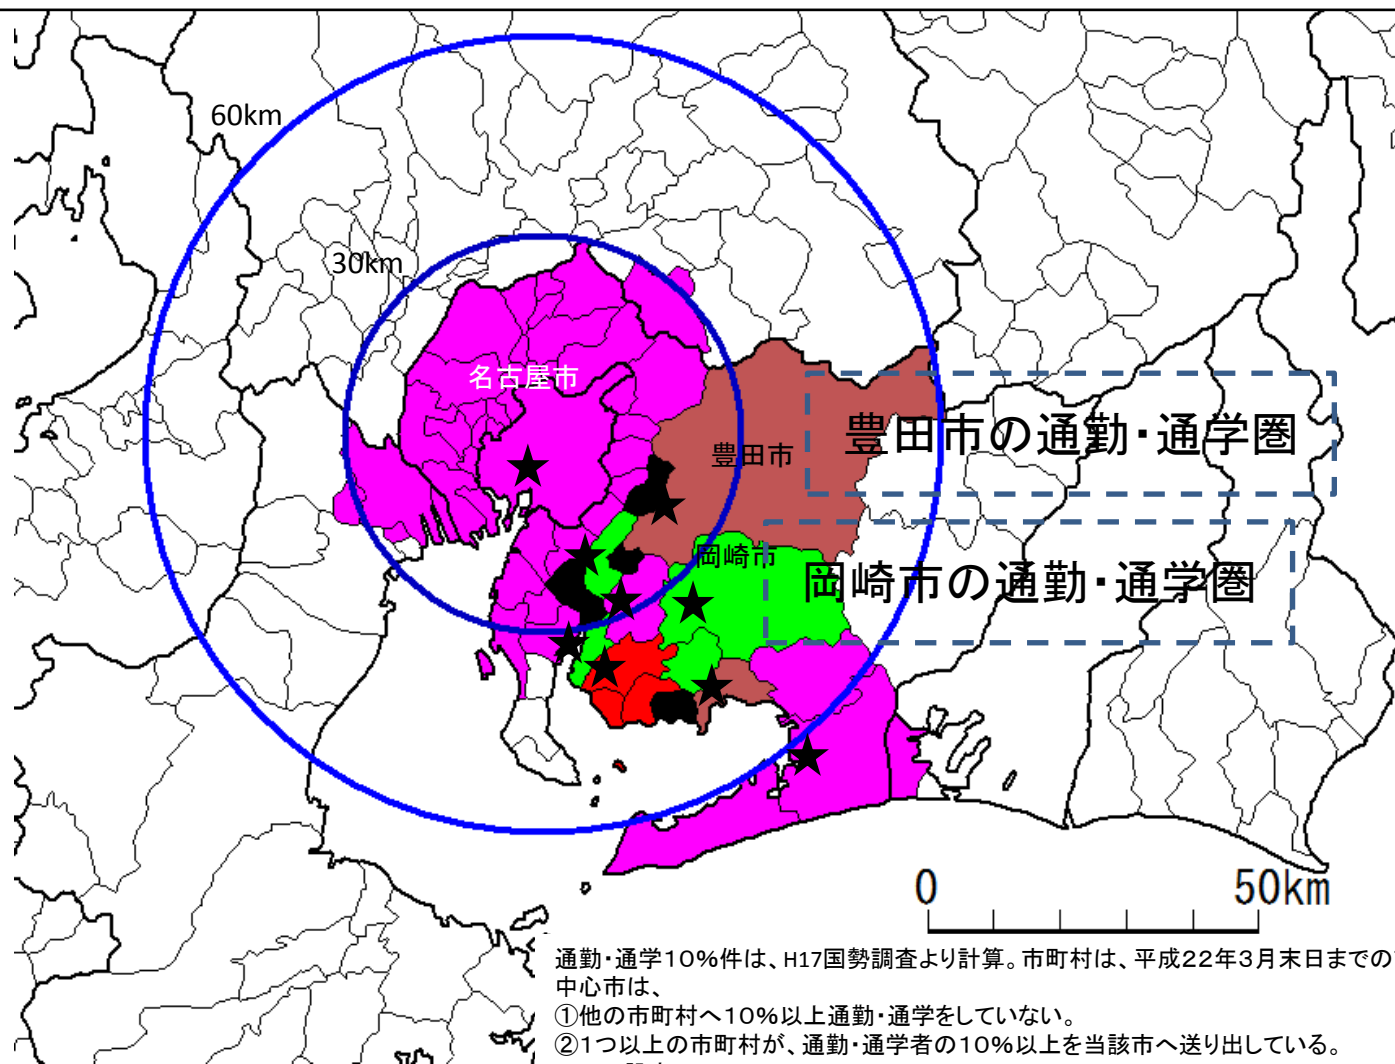 60km
30km
名古屋市
豊田市
豊田市の通勤・通学圏
岡崎市
岡崎市の通勤・通学圏
0 50km
通勤・通学10%件は、H17国勢調査より計算。市町村は、平成22年3月末日までの
中心市は、
①他の市町村へ10%以上通勤・通学をしていない。
②1つ以上の市町村が、通勤・通学者の10%以上を当該市へ送り出している。